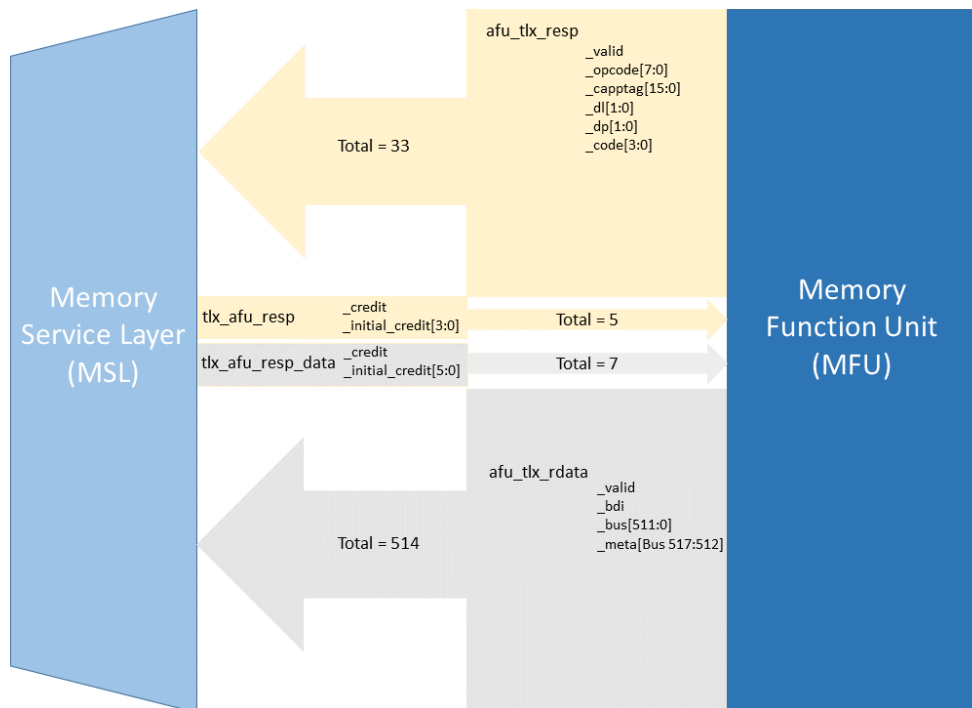 afu_tlx_resp
_valid
_opcode[7:0]
_capptag[15:0]
_dl[1:0]
_dp[1:0]
_code[3:0]
Total = 33
Memory
Service Layer
(MSL)
tlx_afu_resp
_credit
_initial_credit[3:0]
Total = 5
tlx_afu_resp_data
_credit
_initial_credit[5:0]
Total = 7
Memory
Function Unit
(MFU)
afu_tlx_rdata
_valid
_bdi
_bus[511:0]
_meta[Bus 517:512]
Total = 514